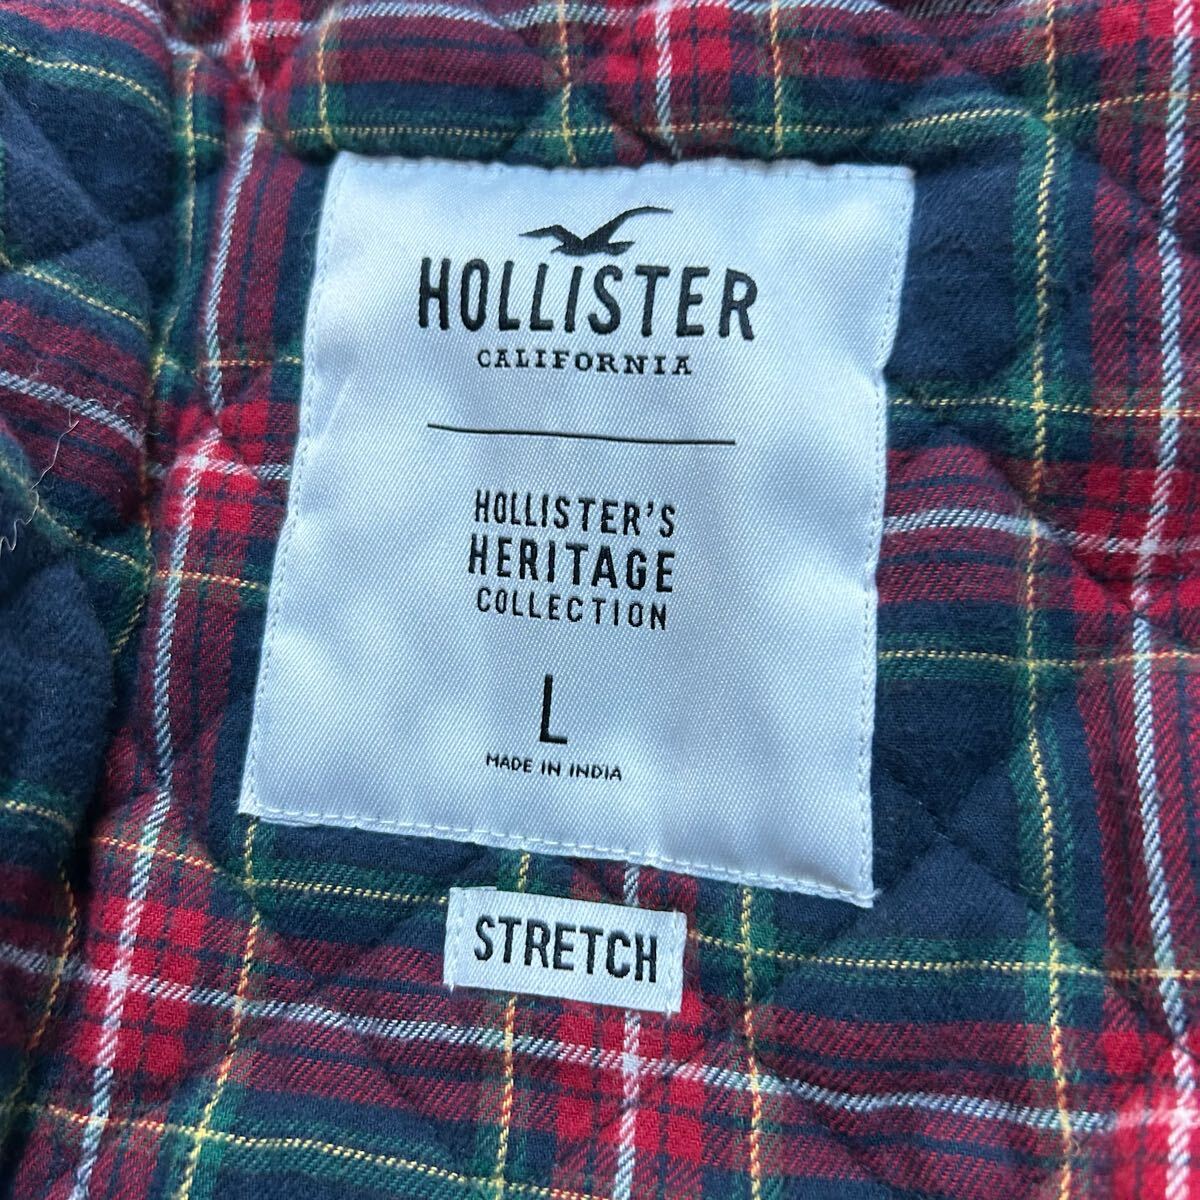 HOLLISTER
CALIFORNIA
HOLLISTER'S
HERITAGE
COLLECTION
L
MADE IN INDIA
STRETCH